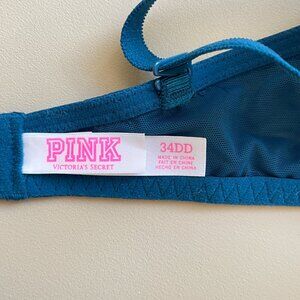 PINK
VICTORIA'S SECRET
34DD
MADE IN CHINA
FAIT EN CHINE
HECHO EN CHINA